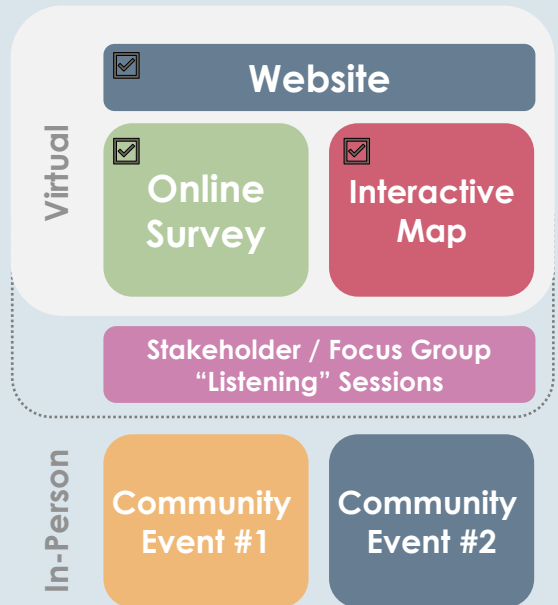 Virtual
Website
Online
Survey
Interactive
Map
Stakeholder / Focus Group
“Listening” Sessions
In-Person
Community
Event #1
Community
Event #2